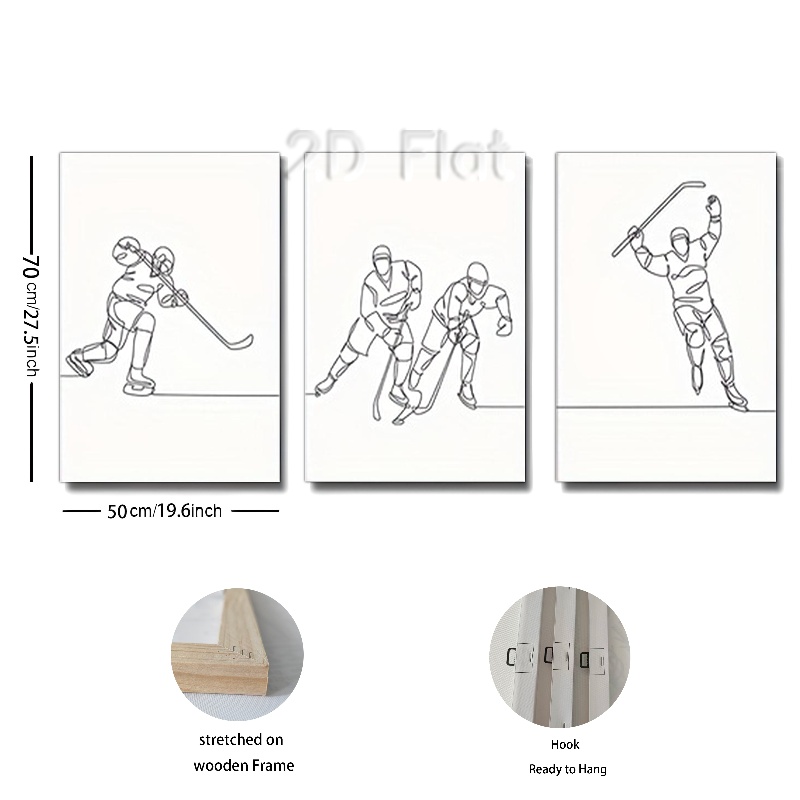 2D Flat
70 cm/27.5inch
50cm/19.6inch
stretched on
wooden Frame
Hook
Ready to Hang